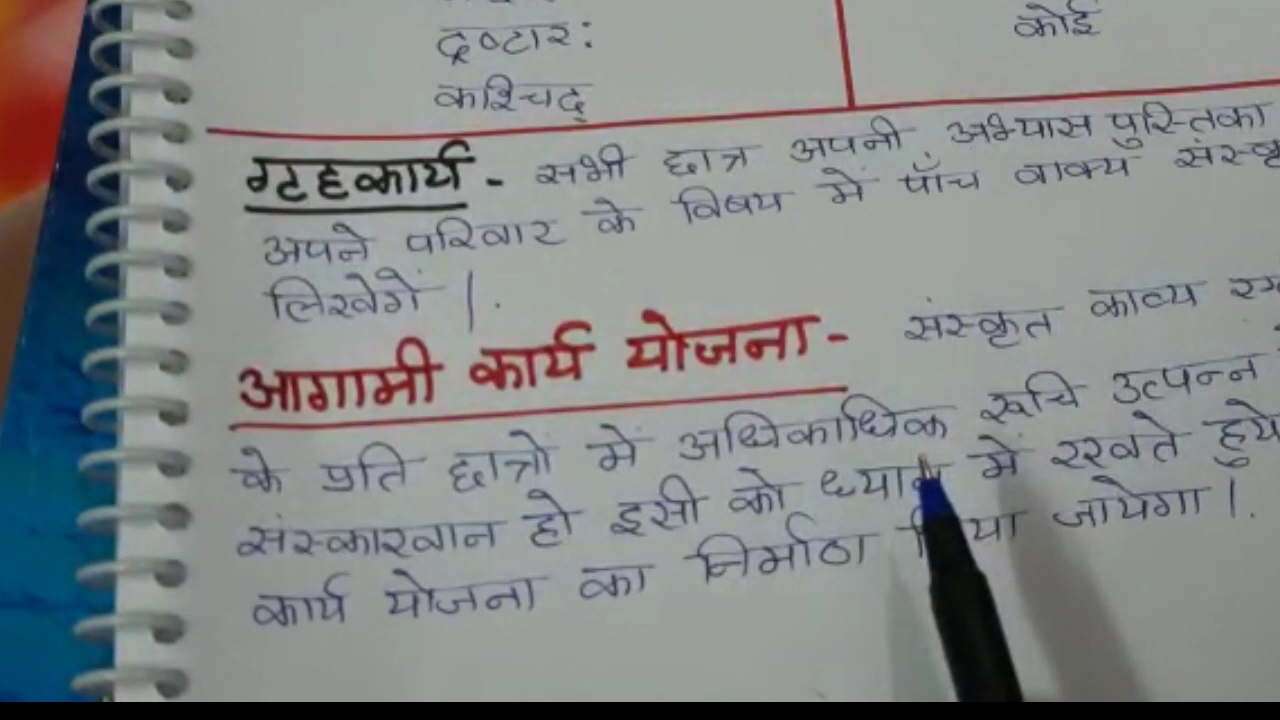 द्रष्टार:
कोई
कश्चिद्
गृहकार्य - सभी छात्र अपनी अभ्यास पुस्तिका
अपने परिवार के विषय में पाँच वाक्य
लिखेगें |
आगामी कार्य योजना - संस्कृत काव्य
के प्रति छात्रों में अधिकाधिक रूचि उत्पन्न
संस्कारवान हो इसी को ध्यान में रखते हुये
कार्य योजना का निर्माण जायेगा |